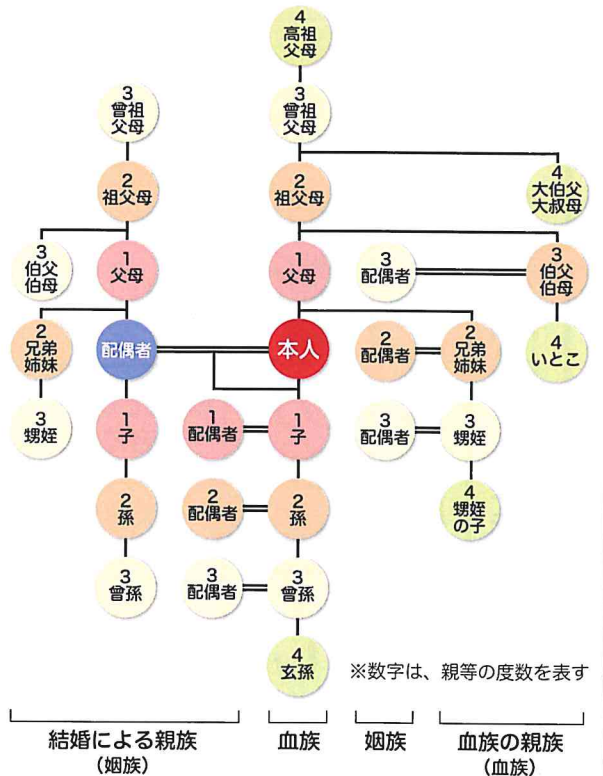 4
高祖
父母
3
曾祖
父母
3
曾祖
父母
2
祖父母
2
祖父母
4
大伯父
大叔母
3
伯父
伯母
1
父母
1
父母
3
配偶者
3
伯父
伯母
2
兄弟
姉妹
配偶者
本人
2
配偶者
2
兄弟
姉妹
4
いとこ
3
甥姪
1
子
1
配偶者
1
子
3
配偶者
3
甥姪
2
孫
2
配偶者
2
孫
4
甥姪
の子
3
曾孫
3
配偶者
3
曾孫
4
玄孫
※数字は、親等の度数を表す
結婚による親族
(姻族)
血族
姻族
血族の親族
(血族)